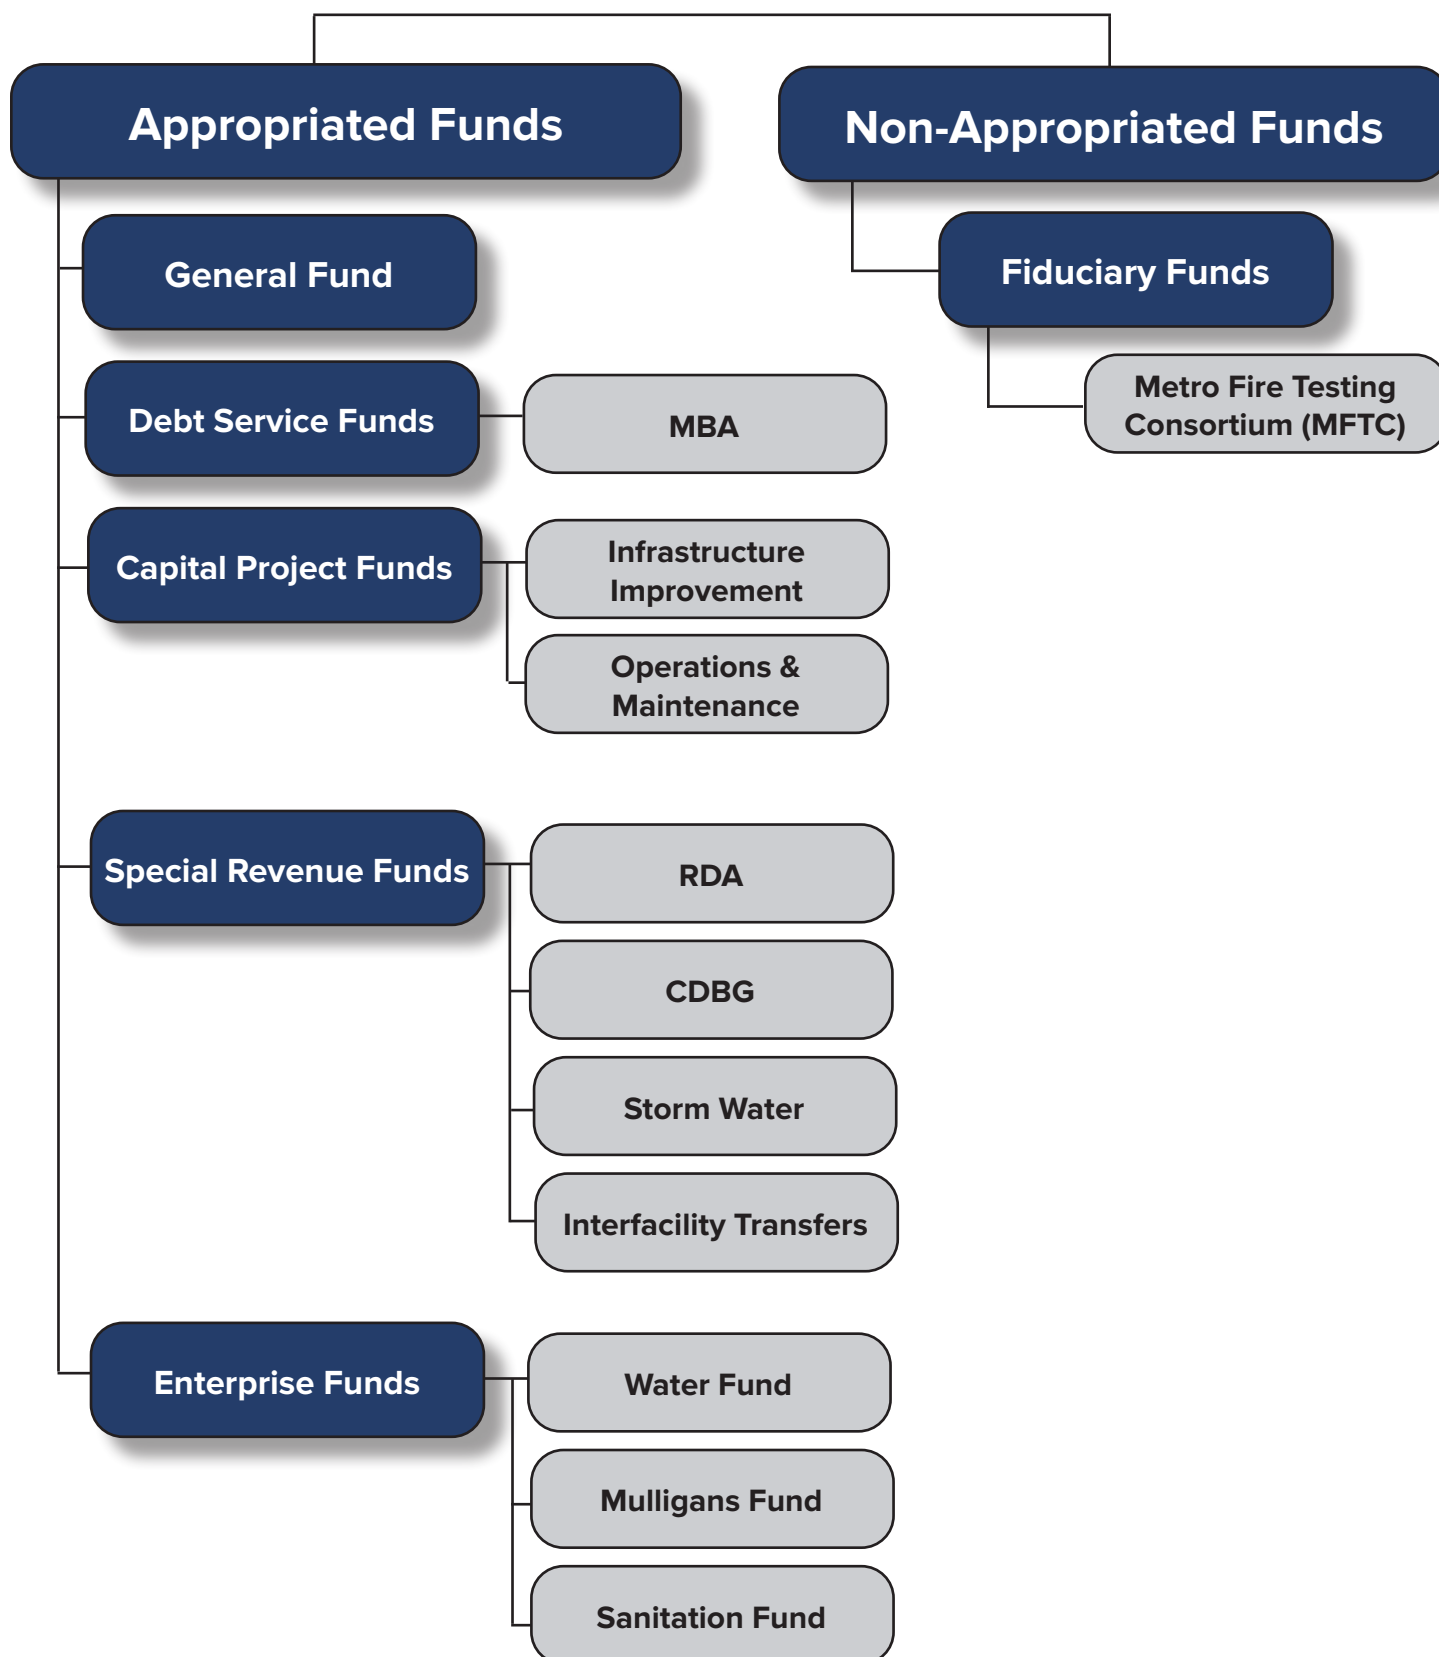 Appropriated Funds
Non-Appropriated Funds
General Fund
Fiduciary Funds
Metro Fire Testing
Consortium (MFTC)
Debt Service Funds
MBA
Capital Project Funds
Infrastructure
Improvement
Operations &
Maintenance
Special Revenue Funds
RDA
CDBG
Storm Water
Interfacility Transfers
Enterprise Funds
Water Fund
Mulligans Fund
Sanitation Fund